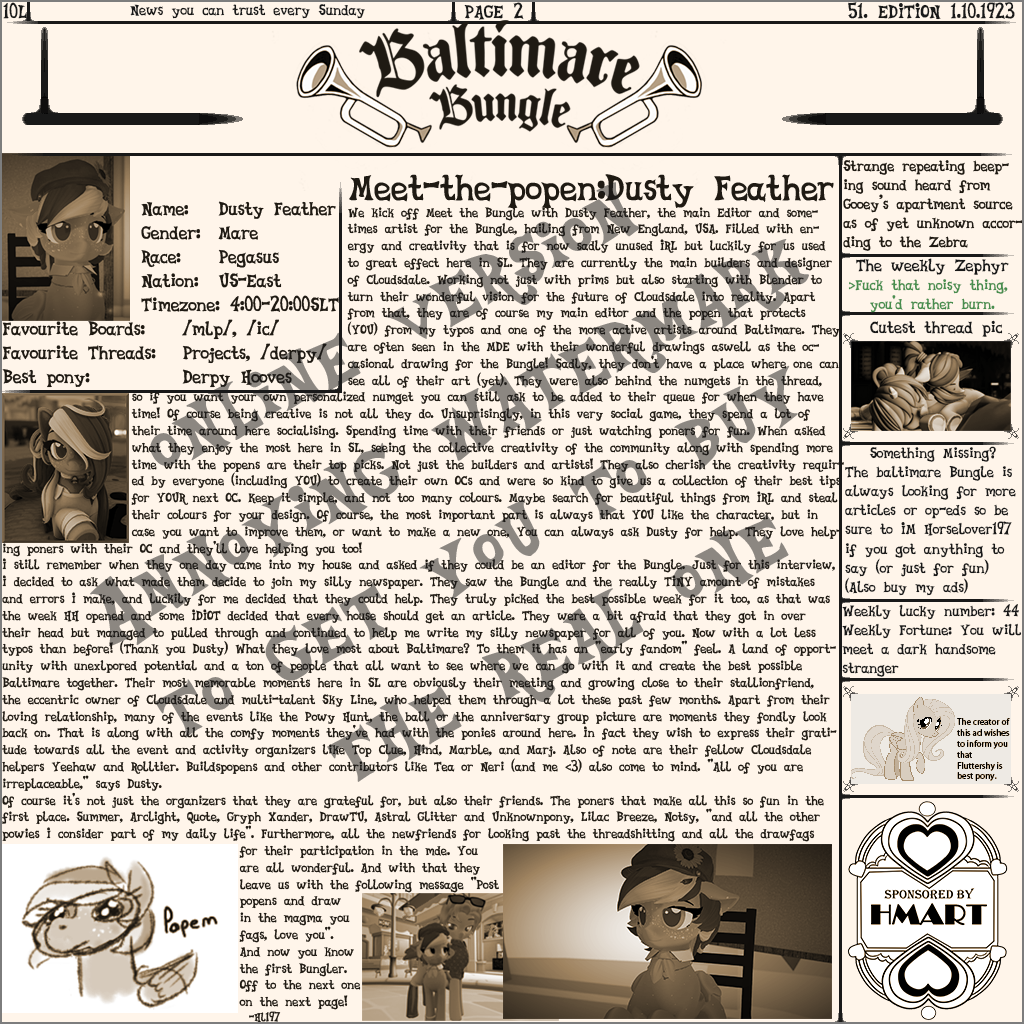 10L
News you can trust every Sunday
PAGE 2
51. EDITION 1.10.1923
Baltimare
Bungle
Name: Dusty Feather
Gender: Mare
Race: Pegasus
Nation: US-East
Timezone: 4:00-20:00SLT
Favourite Boards: /mlp/, /ic/
Favourite Threads: Projects, /derpy/
Best pony: Derpy Hooves
Meet-the-popen:Dusty Feather
We kick off Meet the Bungle with Dusty Feather, the main Editor and some-
times artist for the Bungle, hailing from New England, USA. Filled with en-
ergy and creativity that is for now sadly unused IRL but luckily for us used
to great effect here in SL. They are currently the main builders and designer
of Cloudsdale. Working not just with prims but also starting with Blender to
turn their wonderful vision for the future of Cloudsdale into reality. Apart
from that, they are of course my main editor and the popen that protects
(YOU) from my typos and one of the most active artists around Baltimare. They
are often seen in the MDE with their wonderful drawings aswell as the oc-
casional drawing for the Bungle! Sadly, they don't have a place where one can
see all of their art (yet). They were also behind the numgets in the thread,
so if you want your own personalized numget you can still ask to be added to their queue for when they have
time! Of course being creative is not all they do. Unsuprisingly, in this very social game, they spend a lot of
their time around here socialising. Spending time with their friends or just watching poners for fun. When asked
what they enjoy the most here in SL, seeing the collective creativity of the community along with spending more
time with the popens are their top picks. Not just the builders and artists! They also cherish the creativity requir-
ed by everyone (including YOU) to create their own OCs and were so kind to give us a collection of their best tips
for YOUR next OC. Keep it simple, and not too many colours. Maybe search for beautiful things from IRL and steal
their colours for your design. Of course, the most important part is always that YOU like the character, but in
case you want to improve them, or want to make a new one, You can always ask Dusty for help. They love help-
ing poners with their OC and they'll love helping you too!
I still remember when they one day came into my house and asked if they could be an editor for the Bungle. Just for this interview,
I decided to ask what made them decide to join my silly newspaper. They saw the Bungle and the really TINY amount of mistakes
and errors I make, and luckily for me decided that they could help. They truly picked the best possible week for it too, as that was
the week HH opened and some IDIOT decided that every house should get an article. They were a bit afraid that they got in over
their head but managed to pulled through and continued to help me write my silly newspaper for all of you. Now with a lot less
typos than before! (Thank you Dusty) What they love most about Baltimare? To them it has an "early fandom" feel. A land of opport-
unity with unexlpored potential and a ton of people that all want to see where we can go with it and create the best possible
Baltimare together. Their most memorable moments here in SL are obviously their meeting and growing close to their stallionfriend,
the eccentric owner of Cloudsdale and multi-talent Sky Line, who helped them through a lot these past few months. Apart from their
loving relationship, many of the events like the Powy Hunt, the ball or the anniversary group picture are moments they fondly look
back on. That is along with all the comfy moments they'd had with the ponies around here. In fact they wish to express their grati-
tude towards all the event and activity organizers like Top Clue, Hind, Marble, and Marj. Also of note are their fellow Cloudsdale
helpers Yeehaw and Rolltier. Buildspopens and other contributors like Tea or Neri (and me <3) also come to mind. "All of you are
irreplaceable," says Dusty.
Of course it's not just the organizers that they are grateful for, but also their friends. The poners that make all this so fun in the
first place. Summer, Arclight, Quote, Gryph Xander, DrawTV, Astral Glitter and Unknownpony, Lilac Breeze, Notsy, "and all the other
powies I consider part of my daily life". Furthermore, all the newfriends for looking past the threadshitting and all the drawfags
for their participation in the mde. You
are all wonderful. And with that they
leave us with the following message "Post
popens and draw
in the magma you
fags, love you".
And now you know
the first Bungler.
Off to the next one
on the next page!
-HL197
Popem
ONLINE VERSION
ANNOYING WATERMARK
TO GET YOU TO BUY
THE REAL ONE
Strange repeating beep-
ing sound heard from
Gooey's apartment source
as of yet unknown accor-
ding to the Zebra
The weekly Zephyr
>Fuck that noisy thing,
you'd rather burn.
Cutest thread pic
Something Missing?
The baltimare Bungle is
always looking for more
articles or op-eds so be
sure to IM Horselover197
if you got anything to
say (or just for fun)
(Also buy my ads)
Weekly lucky number: 44
Weekly Fortune: You will
meet a dark handsome
stranger
The creator of
this ad wishes
to inform you
that
Fluttershy is
best pony.
SPONSORED BY
HMART